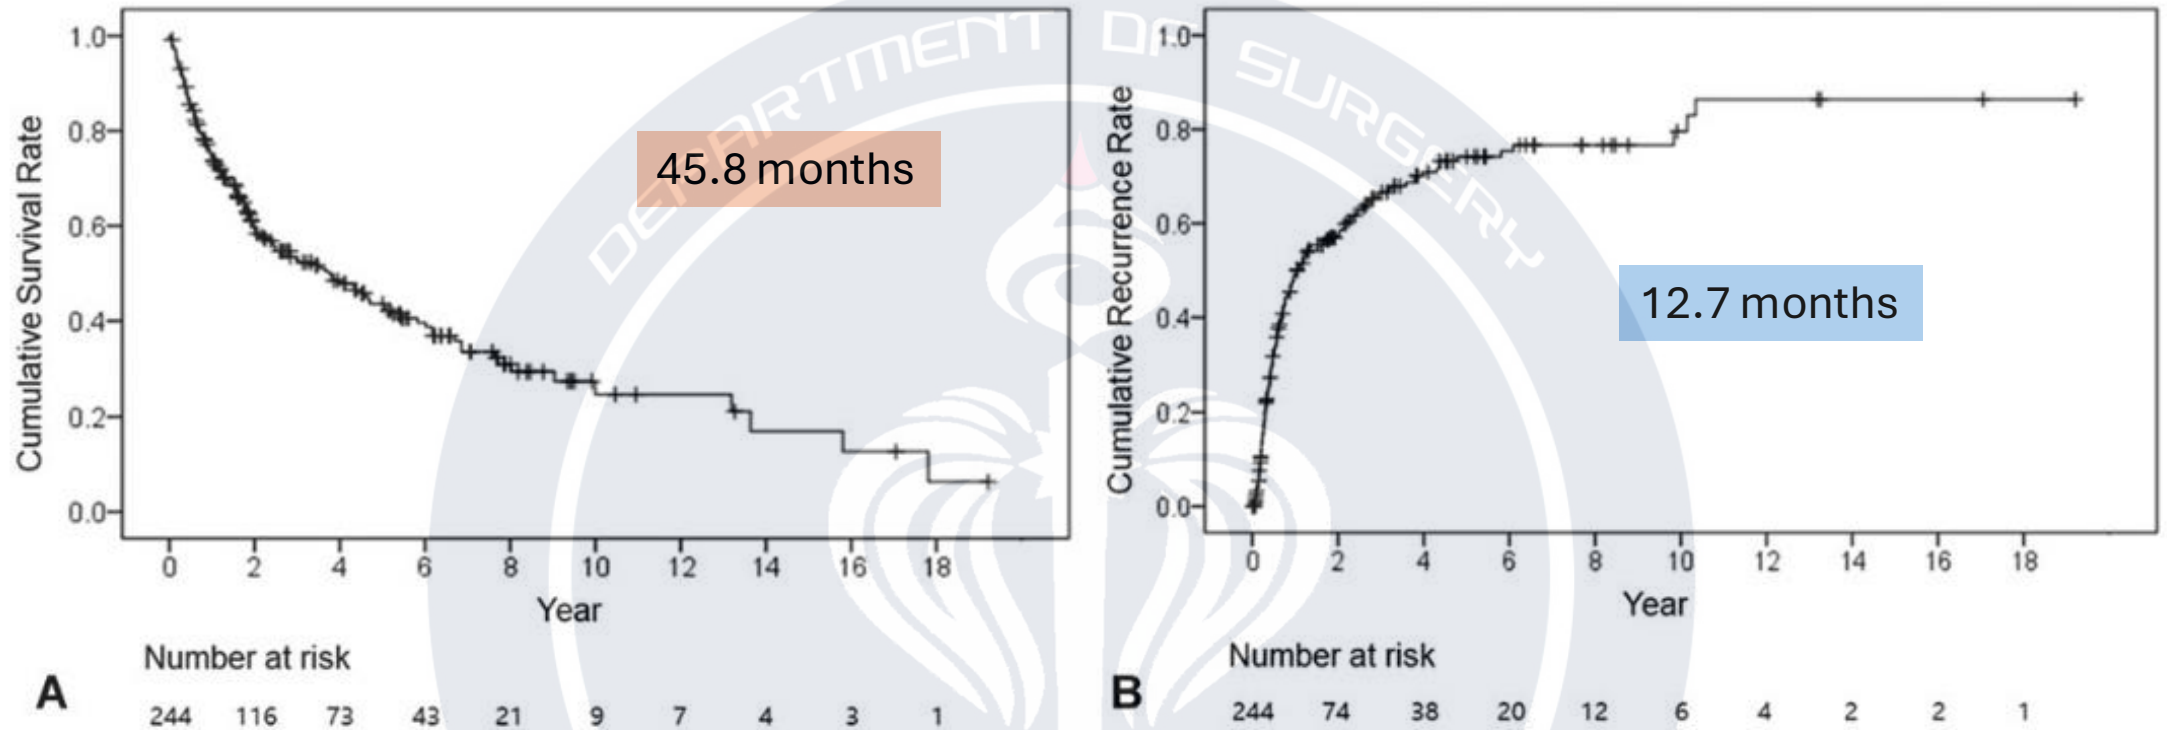 DEPARTMENT OF SURGERY
Cumulative Survival Rate
1.0
0.8
0.6
0.4
0.2
0.0
45.8 months
0 2 4 6 8 10 12 14 16 18
Year
Number at risk
A
244 116 73 43 21 9 7 4 3 1
Cumulative Recurrence Rate
1.0
0.8
0.6
0.4
0.2
0.0
12.7 months
0 2 4 6 8 10 12 14 16 18
Year
Number at risk
B
244 74 38 20 12 6 4 2 2 1